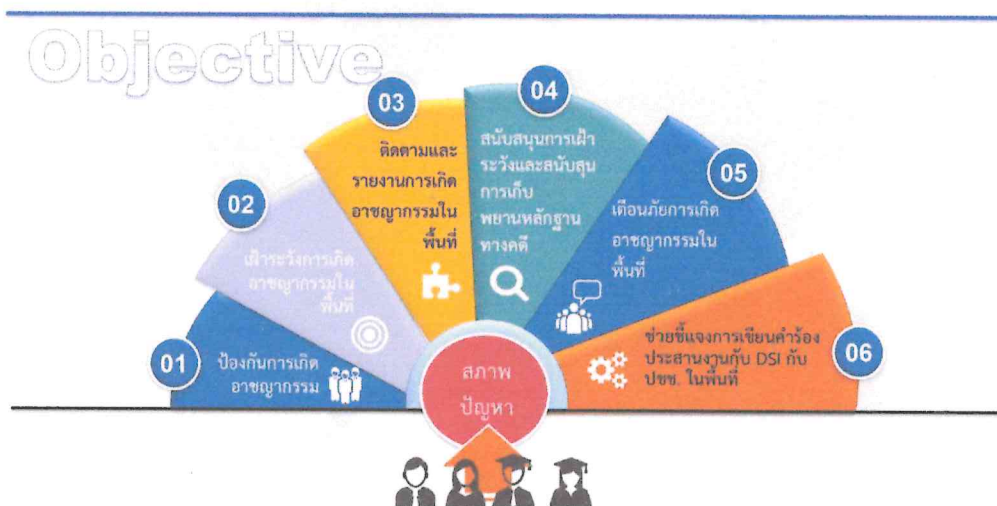 Objective
01
ป้องกันการเกิด
อาชญากรรม
02
เฝ้าระวังการเกิด
อาชญากรรมใน
พื้นที่
03
ติดตามและ
รายงานการเกิด
อาชญากรรมใน
พื้นที่
04
สนับสนุนการเฝ้า
ระวังและสนับสุน
การเก็บ
พยานหลักฐาน
ทางคดี
05
เตือนภัยการเกิด
อาชญากรรมใน
พื้นที่
06
ช่วยชี้แจงการเขียนคำร้อง
ประสานงานกับ DSI กับ
ปชช. ในพื้นที่
สภาพ
ปัญหา